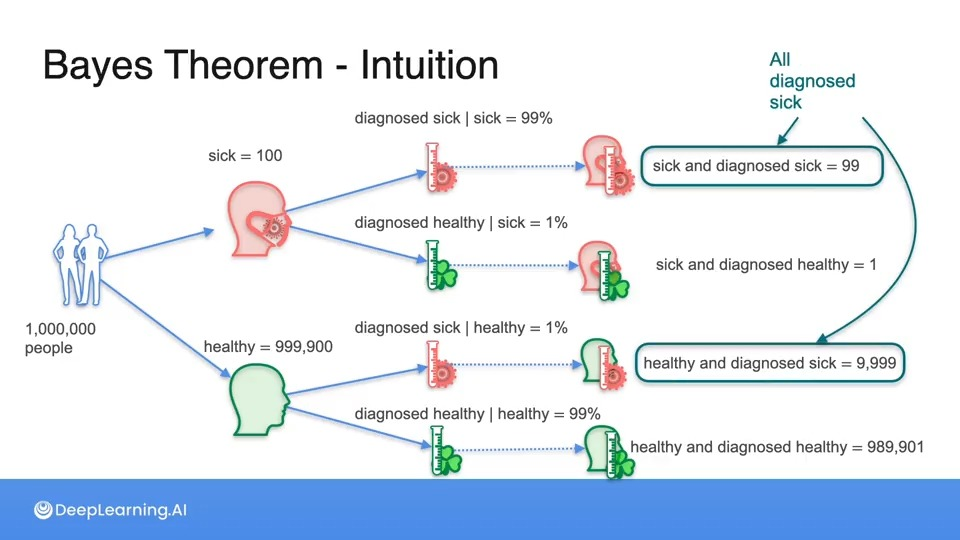 Bayes Theorem - Intuition
All
diagnosed
sick
diagnosed sick | sick = 99%
sick = 100
sick and diagnosed sick = 99
diagnosed healthy | sick = 1%
sick and diagnosed healthy = 1
1,000,000
people
diagnosed sick | healthy = 1%
healthy = 999,900
healthy and diagnosed sick = 9,999
diagnosed healthy | healthy = 99%
healthy and diagnosed healthy = 989,901
DeepLearning.AI